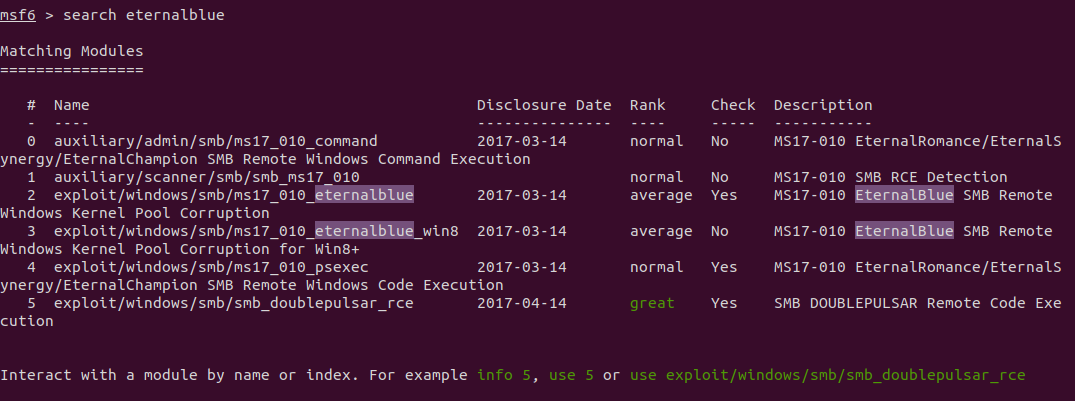 msf6 > search eternalblue
Matching Modules
================
# Name Disclosure Date Rank Check Description
- ---- --------------- ---- ----- -----------
0 auxiliary/admin/smb/ms17_010_command 2017-03-14 normal No MS17-010 EternalRomance/EternalS
ynergy/EternalChampion SMB Remote Windows Command Execution
1 auxiliary/scanner/smb/smb_ms17_010 normal No MS17-010 SMB RCE Detection
2 exploit/windows/smb/ms17_010_eternalblue 2017-03-14 average Yes MS17-010 EternalBlue SMB Remote
Windows Kernel Pool Corruption
3 exploit/windows/smb/ms17_010_eternalblue_win8 2017-03-14 average No MS17-010 EternalBlue SMB Remote
Windows Kernel Pool Corruption for Win8+
4 exploit/windows/smb/ms17_010_psexec 2017-03-14 normal Yes MS17-010 EternalRomance/EternalS
ynergy/EternalChampion SMB Remote Windows Code Execution
5 exploit/windows/smb/smb_doublepulsar_rce 2017-04-14 great Yes SMB DOUBLEPULSAR Remote Code Exe
cution
Interact with a module by name or index. For example info 5, use 5 or use exploit/windows/smb/smb_doublepulsar_rce